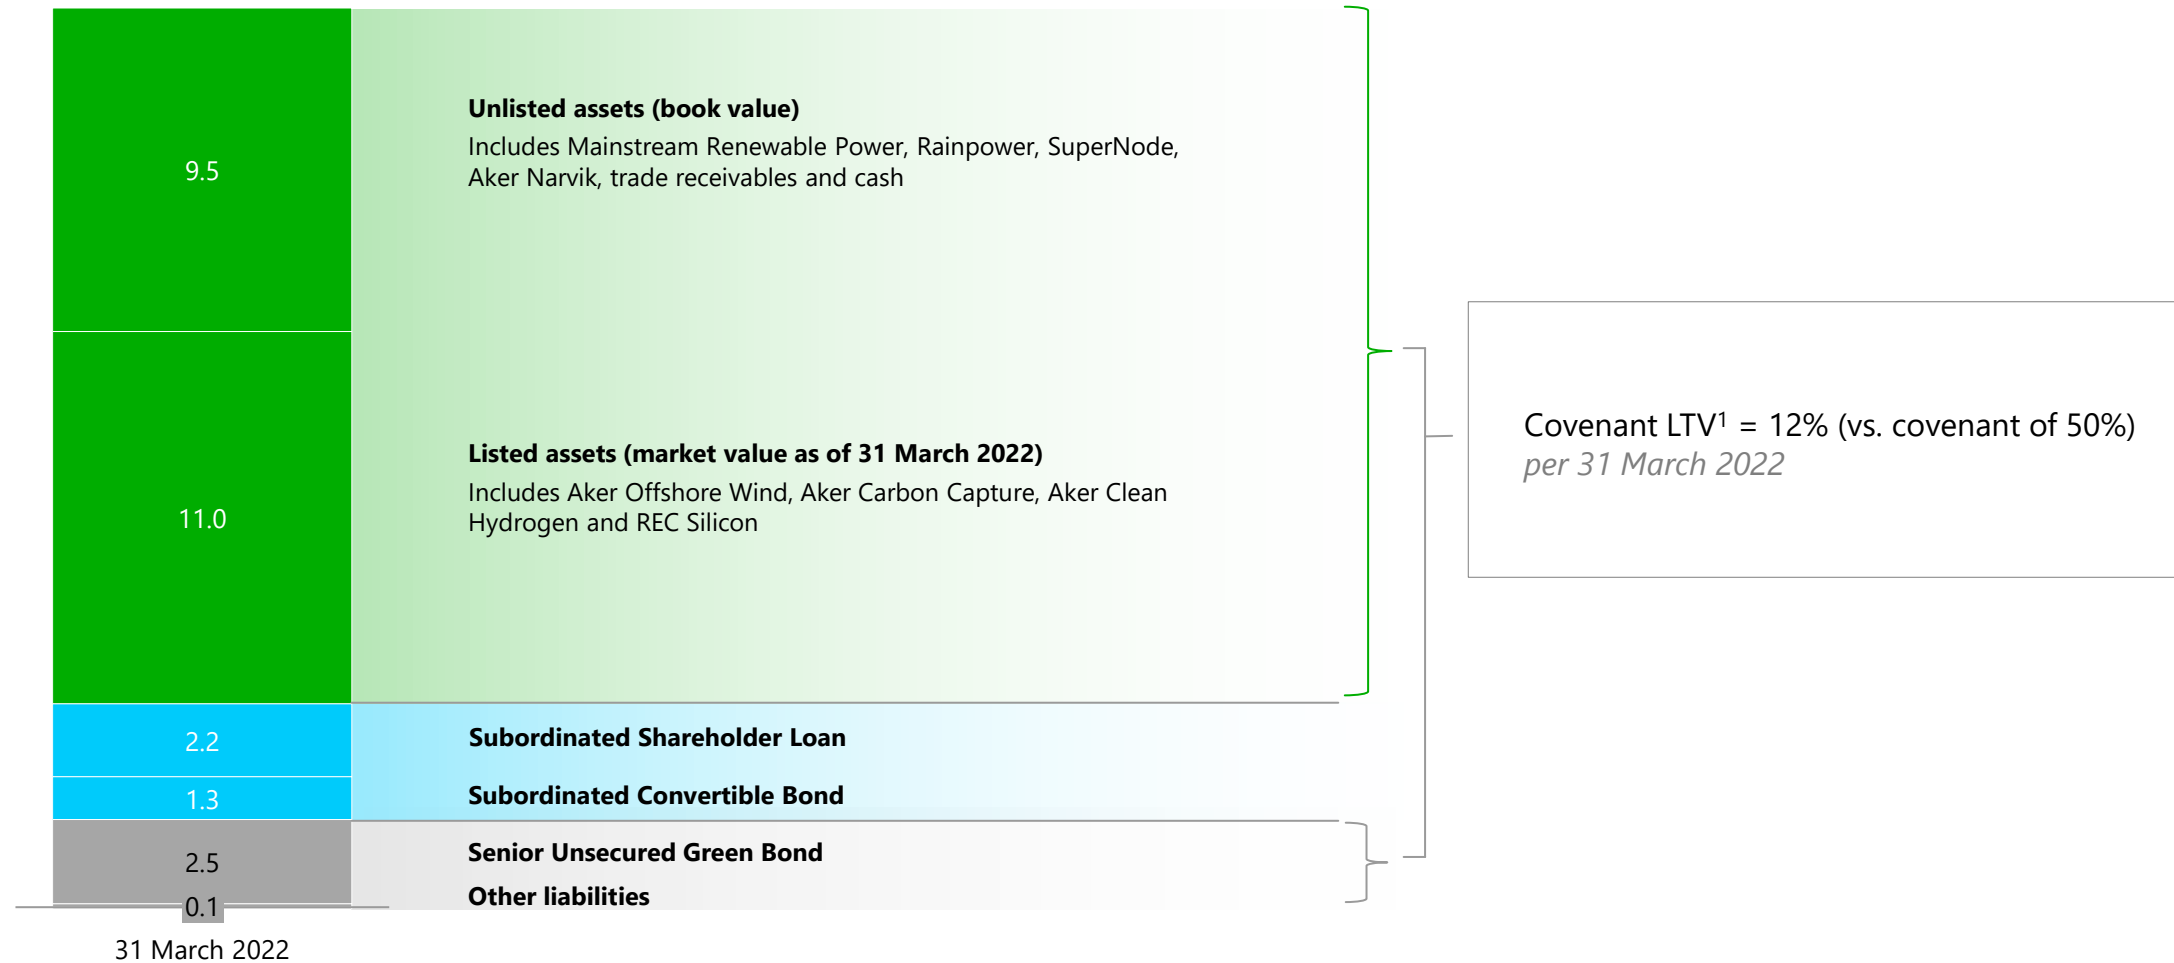 9.5
Unlisted assets (book value)
Includes Mainstream Renewable Power, Rainpower, SuperNode,
Aker Narvik, trade receivables and cash
11.0
Listed assets (market value as of 31 March 2022)
Includes Aker Offshore Wind, Aker Carbon Capture, Aker Clean
Hydrogen and REC Silicon
Covenant LTV¹ = 12% (vs. covenant of 50%)
per 31 March 2022
2.2
Subordinated Shareholder Loan
1.3
Subordinated Convertible Bond
2.5
Senior Unsecured Green Bond
0.1
Other liabilities
31 March 2022